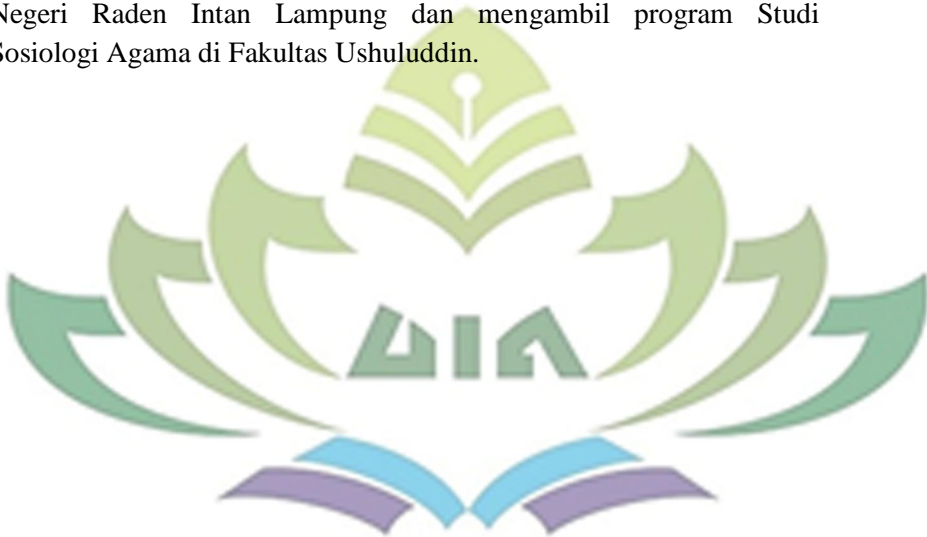 Negeri Raden Intan Lampung dan mengambil program Studi
Sosiologi Agama di Fakultas Ushuluddin.
UIN